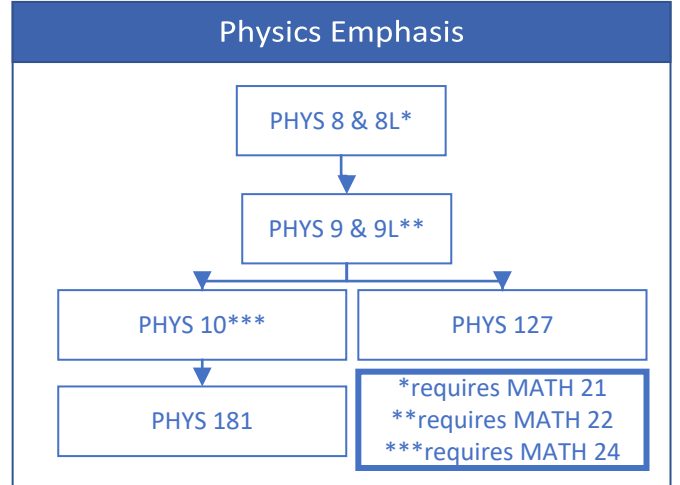 Physics Emphasis
PHYS 8 & 8L*
PHYS 9 & 9L**
PHYS 10***
PHYS 127
PHYS 181
*requires MATH 21
**requires MATH 22
***requires MATH 24